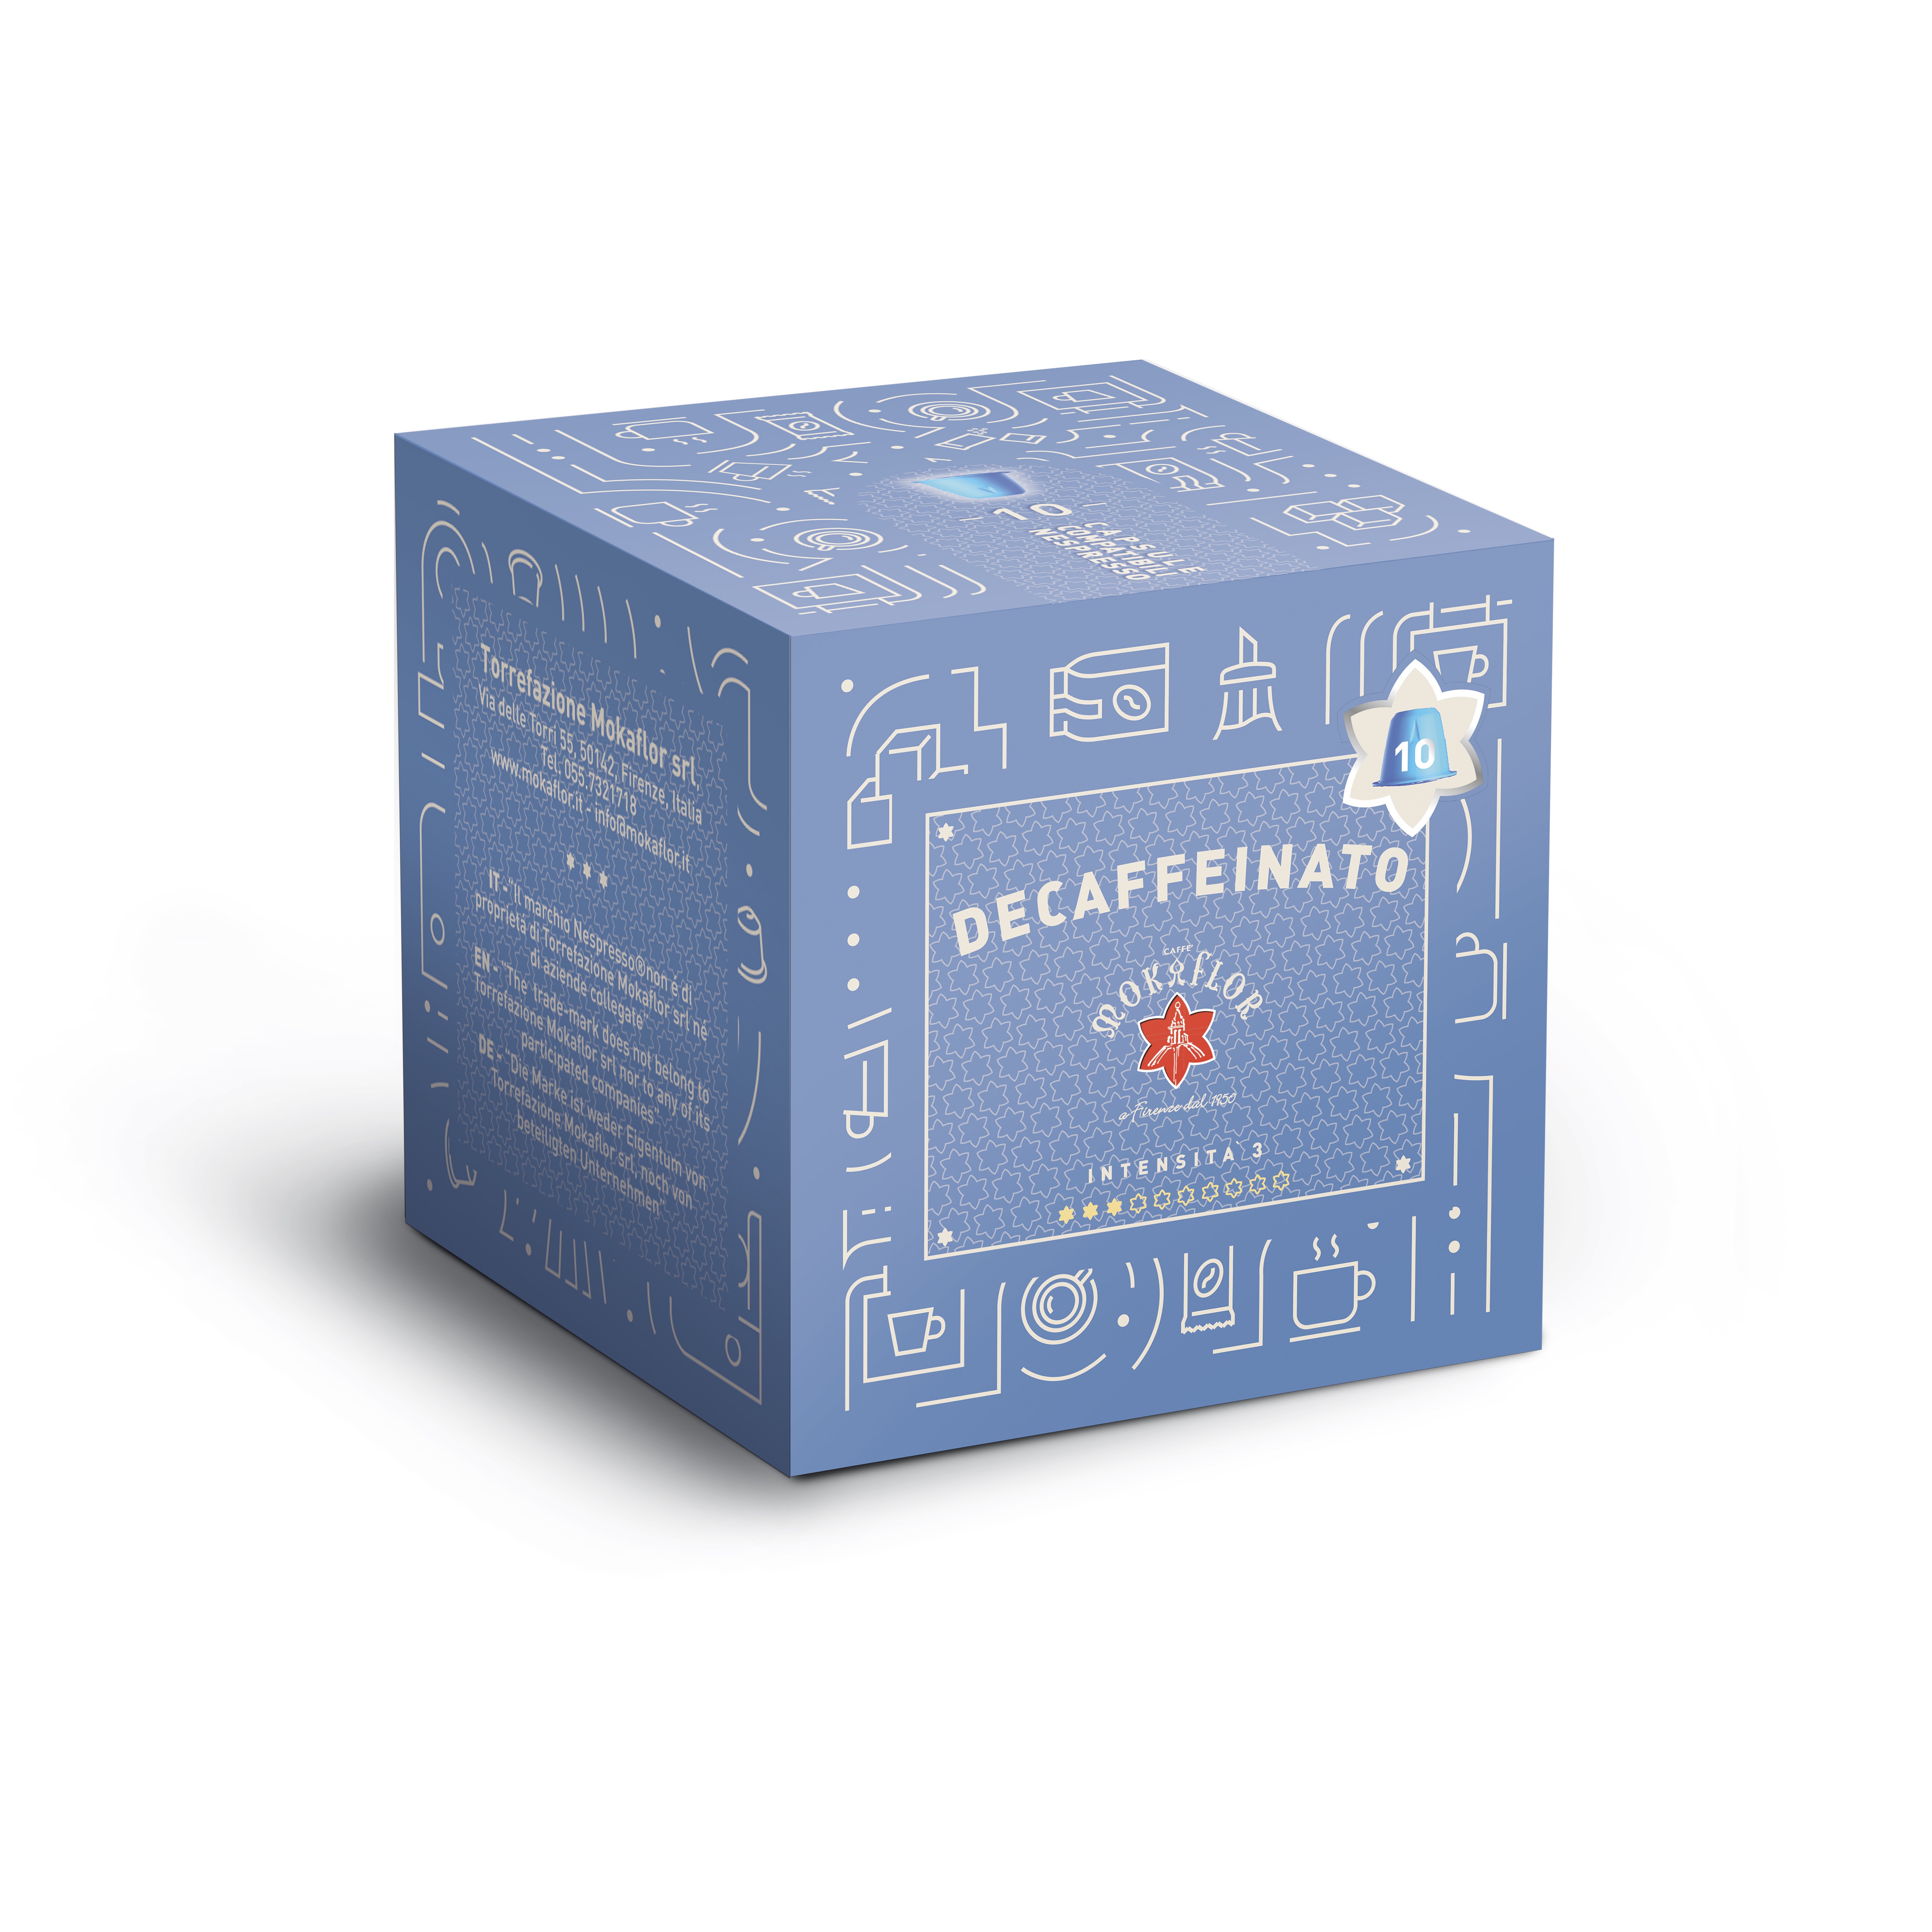 10
CAPSULE
COMPATIBILI
NESPRESSO
Torrefazione Mokaflor srl,
Via delle Torri 55, 50142, Firenze, Italia
Tel. 055.7321718
www.mokaflor.it - info@mokaflor.it
IT - "Il marchio Nespresso®non é di
proprietá di Torrefazione Mokaflor srl né
di aziende collegate"
EN - "The trade-mark does not belong to
Torrefazione Mokaflor srl nor to any of its
participated companies"
DE - "Die Marke ist weder Eigentum von
Torrefazione Mokaflor srl, noch von
beteiligten Unternehmen"
10
DECAFFEINATO
CAFFE'
MOKAFLOR
a Firenze dal 1950
INTENSITA` 3